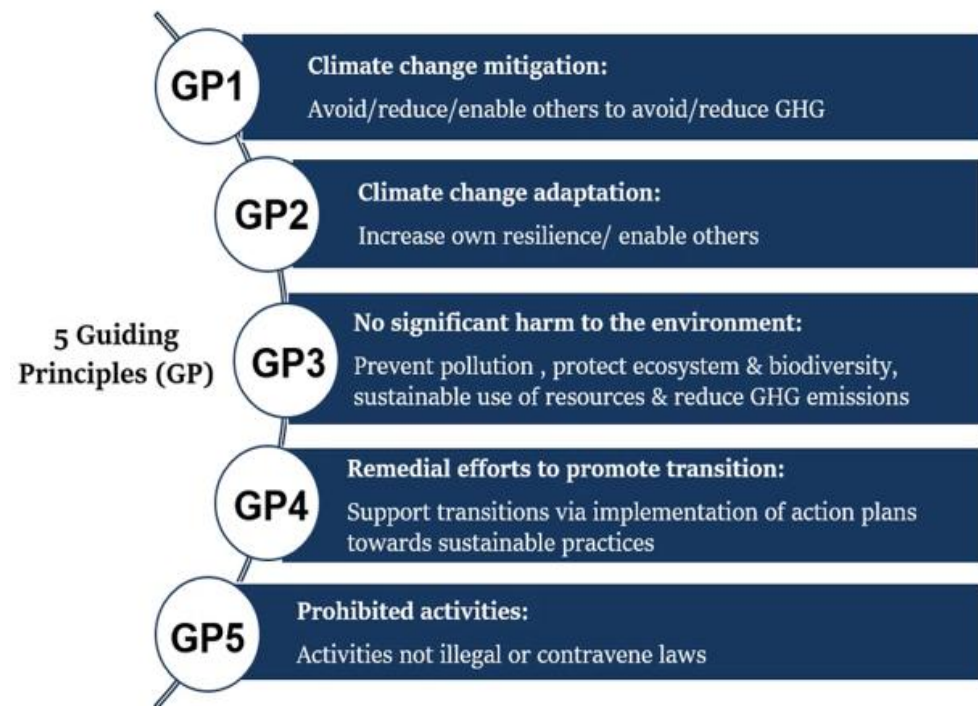 GP1
Climate change mitigation:
Avoid/reduce/enable others to avoid/reduce GHG
GP2
Climate change adaptation:
Increase own resilience/ enable others
5 Guiding
Principles (GP)
GP3
No significant harm to the environment:
Prevent pollution , protect ecosystem & biodiversity,
sustainable use of resources & reduce GHG emissions
GP4
Remedial efforts to promote transition:
Support transitions via implementation of action plans
towards sustainable practices
GP5
Prohibited activities:
Activities not illegal or contravene laws